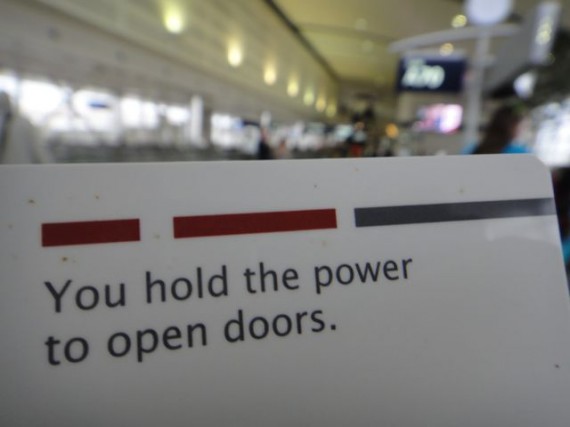 You hold the power
to open doors.